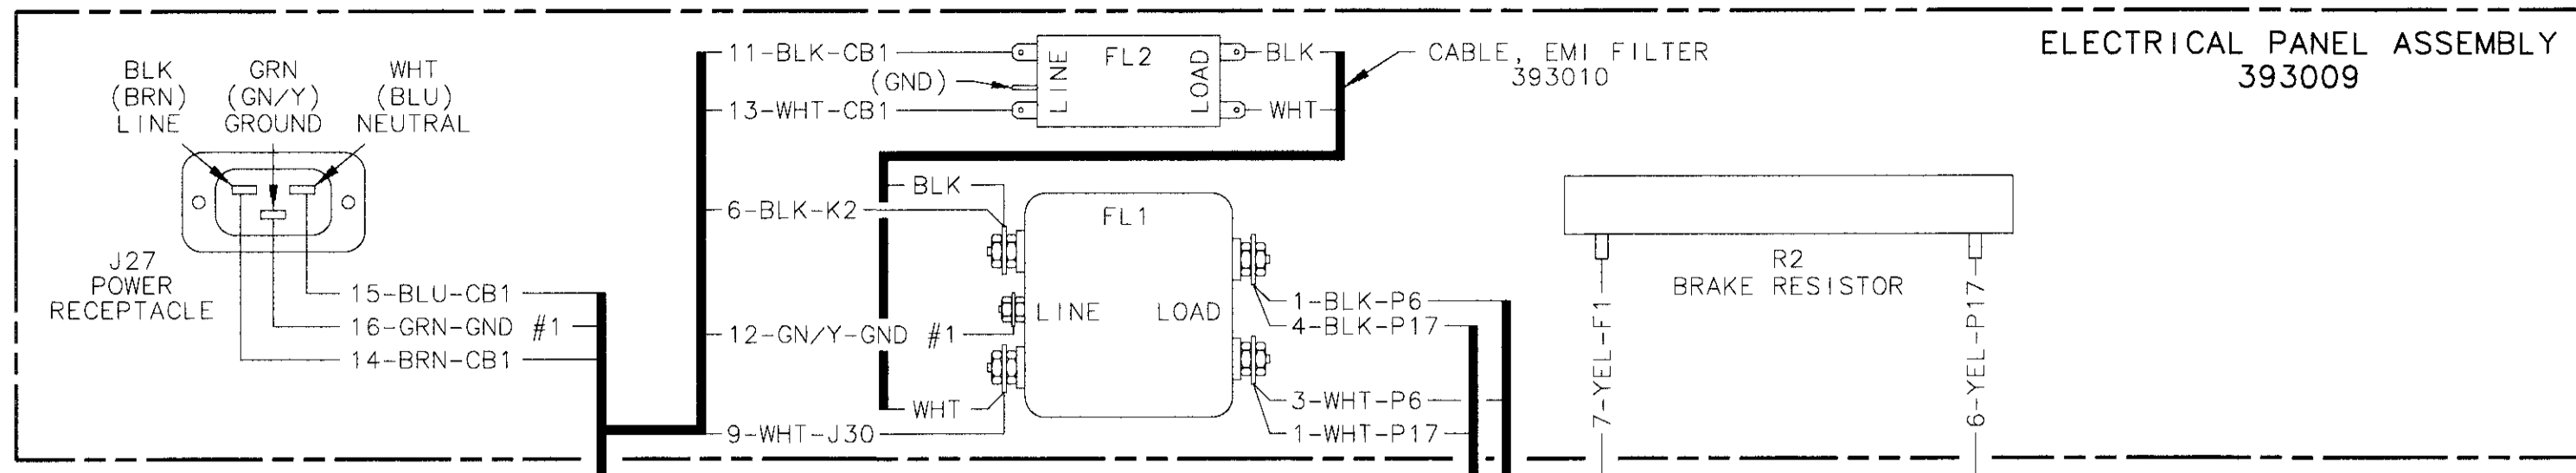 ELECTRICAL PANEL ASSEMBLY
393009
BLK
(BRN)
LINE
GRN
(GN/Y)
GROUND
WHT
(BLU)
NEUTRAL
J27
POWER
RECEPTACLE
15-BLU-CB1
16-GRN-GND #1
14-BRN-CB1
11-BLK-CB1
(GND)
13-WHT-CB1
LINE
FL2
LOAD
BLK
WHT
CABLE, EMI FILTER
393010
BLK
6-BLK-K2
12-GN/Y-GND #1
WHT
9-WHT-J30
FL1
LINE
LOAD
1-BLK-P6
4-BLK-P17
3-WHT-P6
1-WHT-P17
R2
BRAKE RESISTOR
7-YEL-F1
6-YEL-P17